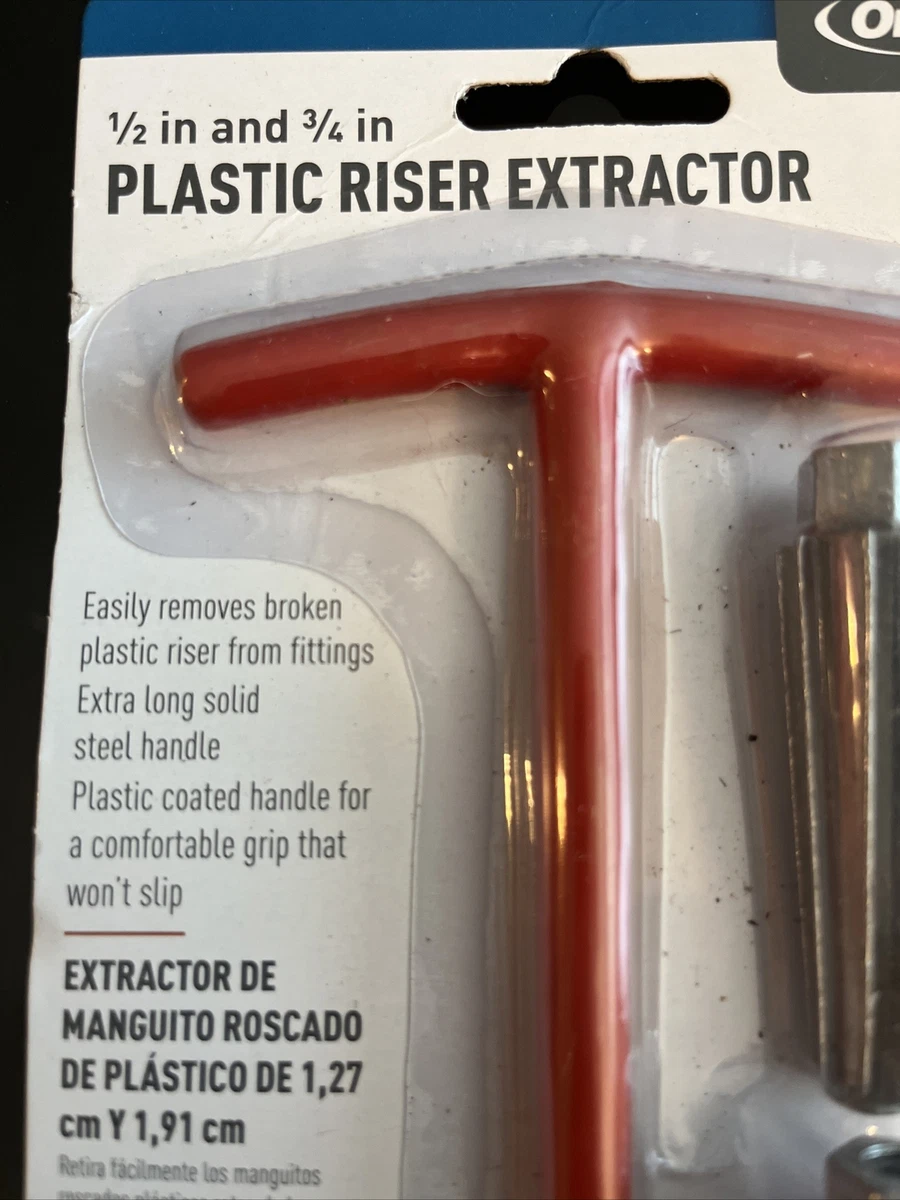 ½ in and ¾ in
PLASTIC RISER EXTRACTOR
Easily removes broken
plastic riser from fittings
Extra long solid
steel handle
Plastic coated handle for
a comfortable grip that
won't slip
EXTRACTOR DE
MANGUITO ROSCADO
DE PLÁSTICO DE 1,27
cm Y 1,91 cm
Retira fácilmente los manguitos